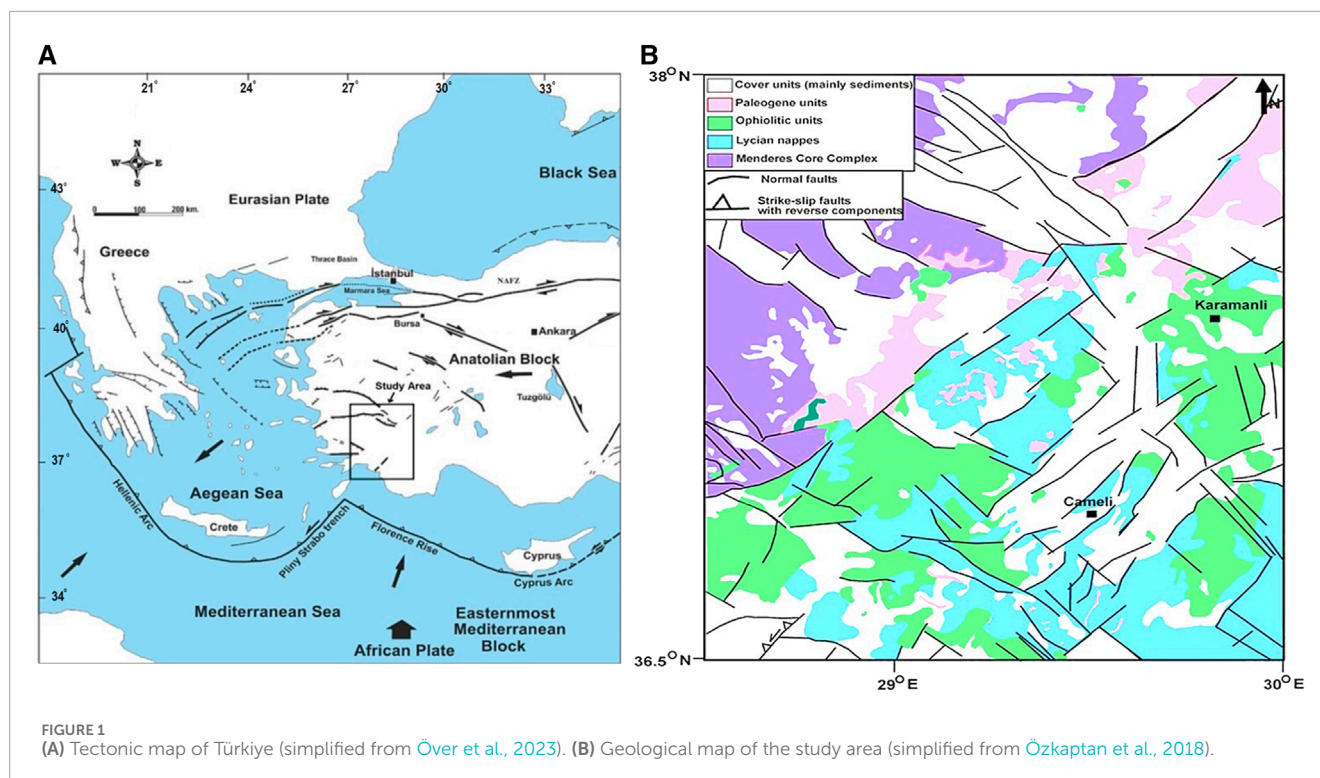 A
B
21°
24°
27°
30°
33°
43°
40°
37°
34°
N
W
E
S
0 100 200 km.
Black Sea
Eurasian Plate
Greece
Thrace Basin
İstanbul
Marmara Sea
NAFZ
Bursa
Ankara
Anatolian Block
Study Area
Tuzgölü
Aegean Sea
Hellenic Arc
Crete
Pliny Strabo trench
Florence Rise
Cyprus
Cyprus Arc
Mediterranean Sea
Easternmost
Mediterranean
Block
African Plate
38°N
Cover units (mainly sediments)
Paleogene units
Ophiolitic units
Lycian nappes
Menderes Core Complex
Normal faults
Strike-slip faults
with reverse components
N
Karamanli
Cameli
36.5°N
29°E
30°E
FIGURE 1
(A) Tectonic map of Türkiye (simplified from Över et al., 2023). (B) Geological map of the study area (simplified from Özkaptan et al., 2018).